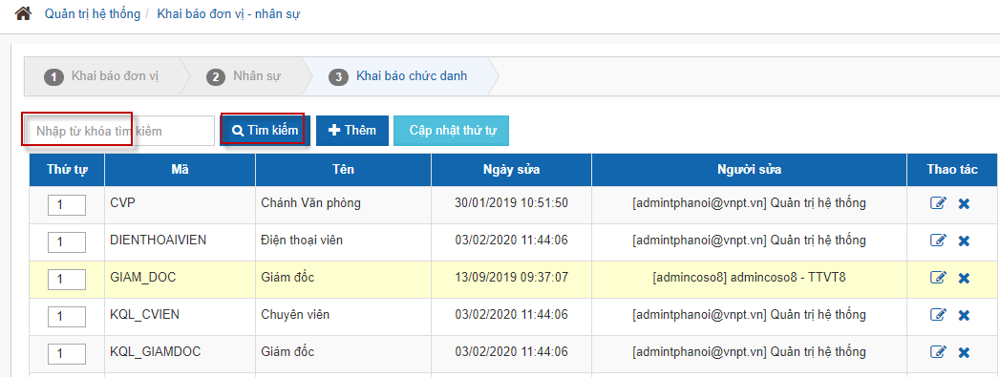 Quản trị hệ thống / Khai báo đơn vị - nhân sự
1 Khai báo đơn vị 2 Nhân sự 3 Khai báo chức danh
Nhập từ khóa tìm kiếm Tìm kiếm Thêm Cập nhật thứ tự
Thứ tự Mã Tên Ngày sửa Người sửa Thao tác
1 CVP Chánh Văn phòng 30/01/2019 10:51:50 [admintphanoi@vnpt.vn] Quản trị hệ thống
1 DIENTHOAIVIEN Điện thoại viên 03/02/2020 11:44:06 [admintphanoi@vnpt.vn] Quản trị hệ thống
1 GIAM_DOC Giám đốc 13/09/2019 09:37:07 [admincoso8] admincoso8 - TTVT8
1 KQL_CVIEN Chuyên viên 03/02/2020 11:44:06 [admintphanoi@vnpt.vn] Quản trị hệ thống
1 KQL_GIAMDOC Giám đốc 03/02/2020 11:44:06 [admintphanoi@vnpt.vn] Quản trị hệ thống